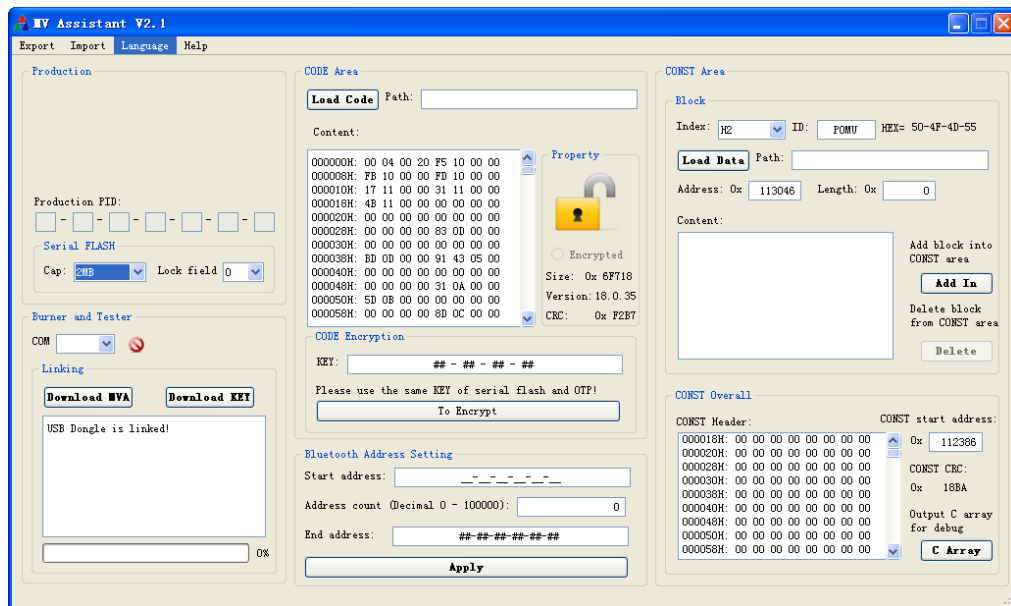 MV Assistant V2.1
Export Import Language Help
Production
Production PID:
- - - - - -
Serial FLASH
Cap: 2MB Lock field 0
Burner and Tester
COM
Linking
Download MVA Download KEY
USB Dongle is linked!
0%
CODE Area
Load Code Path:
Content:
000000H: 00 04 00 20 F5 10 00 00
000008H: FB 10 00 00 FD 10 00 00
000010H: 17 11 00 00 31 11 00 00
000018H: 4B 11 00 00 00 00 00 00
000020H: 00 00 00 00 00 00 00 00
000028H: 00 00 00 00 83 0D 00 00
000030H: 00 00 00 00 00 00 00 00
000038H: BD 0D 00 00 91 43 05 00
000040H: 00 00 00 00 00 00 00 00
000048H: 00 00 00 00 31 0A 00 00
000050H: 5D 0B 00 00 00 00 00 00
000058H: 00 00 00 00 8D 0C 00 00
Property
Encrypted
Size: 0x 6F718
Version: 18.0.35
CRC: 0x F2B7
CODE Encryption
KEY: ## - ## - ## - ##
Please use the same KEY of serial flash and OTP!
To Encrypt
Bluetooth Address Setting
Start address: __-__-__-__-__-__
Address count (Decimal 0 - 100000): 0
End address: ##-##-##-##-##-##
Apply
CONST Area
Block
Index: H2 ID: POMU HEX= 50-4F-4D-55
Load Data Path:
Address: 0x 113046 Length: 0x 0
Content:
Add block into
CONST area
Add In
Delete block
from CONST area
Delete
CONST Overall
CONST Header:
000018H: 00 00 00 00 00 00 00 00
000020H: 00 00 00 00 00 00 00 00
000028H: 00 00 00 00 00 00 00 00
000030H: 00 00 00 00 00 00 00 00
000038H: 00 00 00 00 00 00 00 00
000040H: 00 00 00 00 00 00 00 00
000048H: 00 00 00 00 00 00 00 00
000050H: 00 00 00 00 00 00 00 00
000058H: 00 00 00 00 00 00 00 00
CONST start address:
0x 112386
CONST CRC:
0x 18BA
Output C array
for debug
C Array